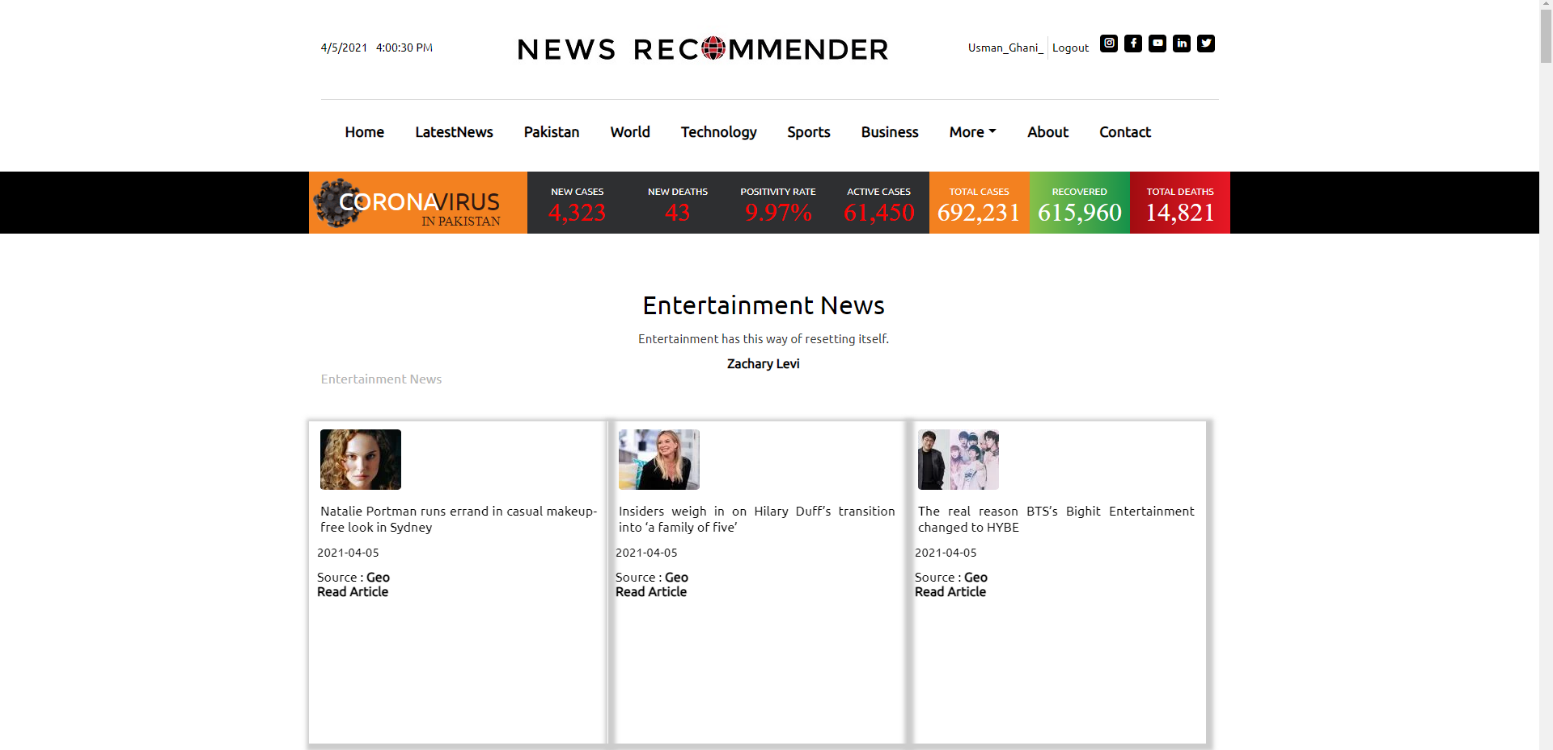 4/5/2021 4:00:30 PM
NEWS RECOMMENDER
Usman_Ghani_ Logout
Home LatestNews Pakistan World Technology Sports Business More About Contact
CORONAVIRUS
IN PAKISTAN
NEW CASES
4,323
NEW DEATHS
43
POSITIVITY RATE
9.97%
ACTIVE CASES
61,450
TOTAL CASES
692,231
RECOVERED
615,960
TOTAL DEATHS
14,821
Entertainment News
Entertainment has this way of resetting itself.
Zachary Levi
Entertainment News
Natalie Portman runs errand in casual makeup-
free look in Sydney
2021-04-05
Source : Geo
Read Article
Insiders weigh in on Hilary Duff’s transition
into ‘a family of five’
2021-04-05
Source : Geo
Read Article
The real reason BTS’s Bighit Entertainment
changed to HYBE
2021-04-05
Source : Geo
Read Article